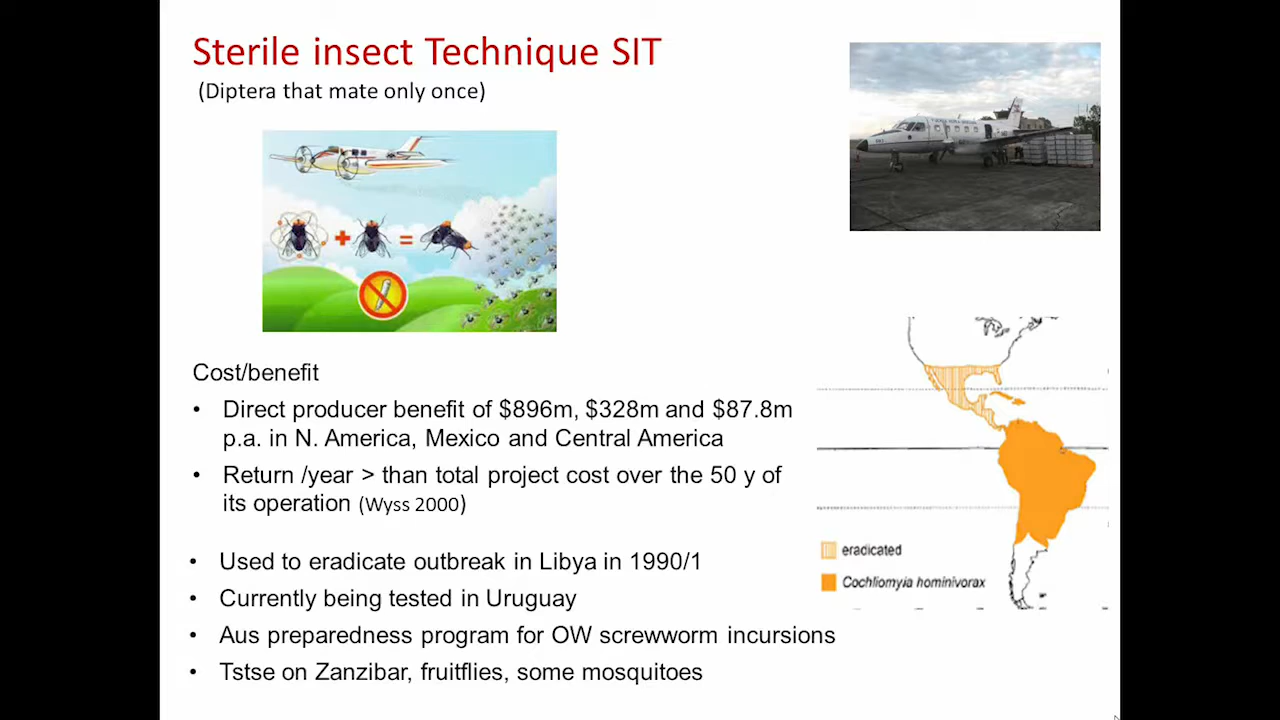 Sterile insect Technique SIT
(Diptera that mate only once)
Cost/benefit
• Direct producer benefit of $896m, $328m and $87.8m
p.a. in N. America, Mexico and Central America
• Return /year > than total project cost over the 50 y of
its operation (Wyss 2000)
• Used to eradicate outbreak in Libya in 1990/1
• Currently being tested in Uruguay
• Aus preparedness program for OW screwworm incursions
• Tstse on Zanzibar, fruitflies, some mosquitoes
eradicated
Cochliomyia hominivorax